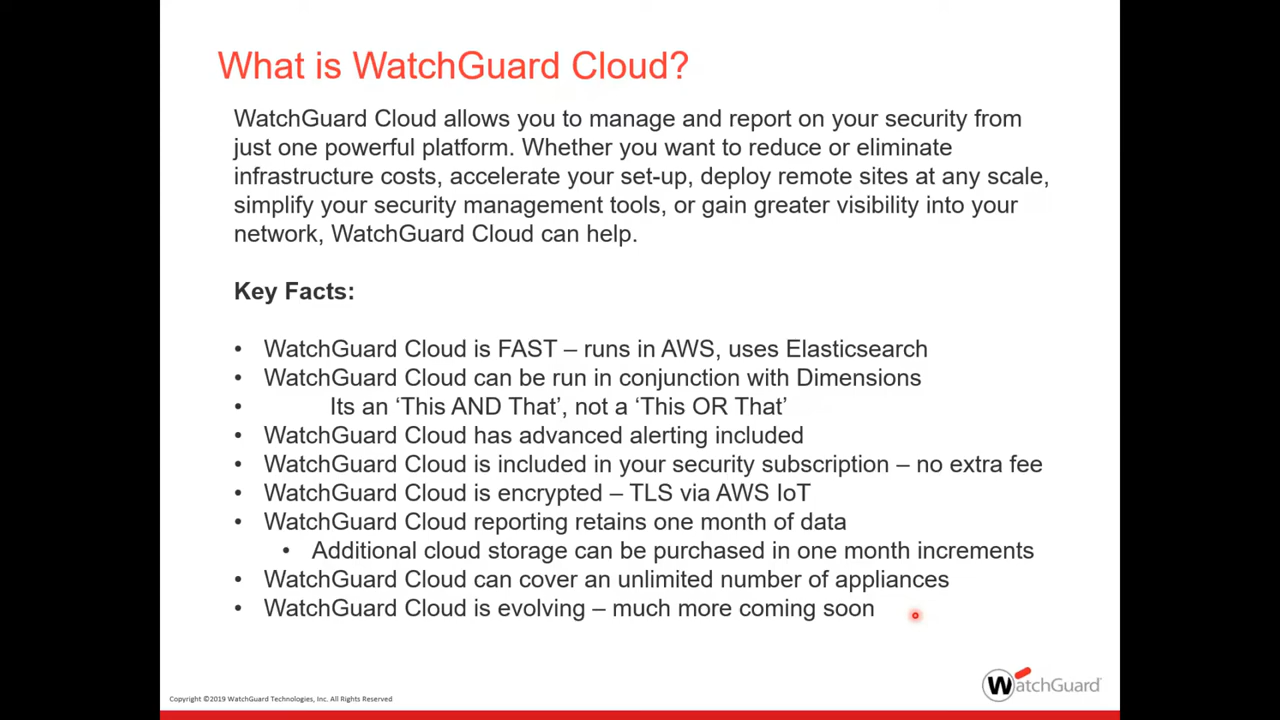 What is WatchGuard Cloud?
WatchGuard Cloud allows you to manage and report on your security from
just one powerful platform. Whether you want to reduce or eliminate
infrastructure costs, accelerate your set-up, deploy remote sites at any scale,
simplify your security management tools, or gain greater visibility into your
network, WatchGuard Cloud can help.
Key Facts:
• WatchGuard Cloud is FAST – runs in AWS, uses Elasticsearch
• WatchGuard Cloud can be run in conjunction with Dimensions
• Its an ‘This AND That’, not a ‘This OR That’
• WatchGuard Cloud has advanced alerting included
• WatchGuard Cloud is included in your security subscription – no extra fee
• WatchGuard Cloud is encrypted – TLS via AWS IoT
• WatchGuard Cloud reporting retains one month of data
• Additional cloud storage can be purchased in one month increments
• WatchGuard Cloud can cover an unlimited number of appliances
• WatchGuard Cloud is evolving – much more coming soon
Copyright ©2019 WatchGuard Technologies, Inc. All Rights Reserved
WatchGuard